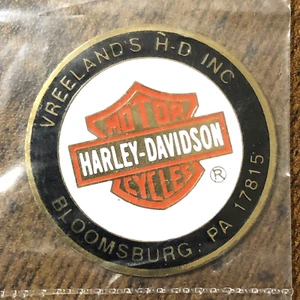 VREELAND'S H-D INC
MOTOR
HARLEY-DAVIDSON
CYCLES
®
BLOOMSBURG, PA 17815